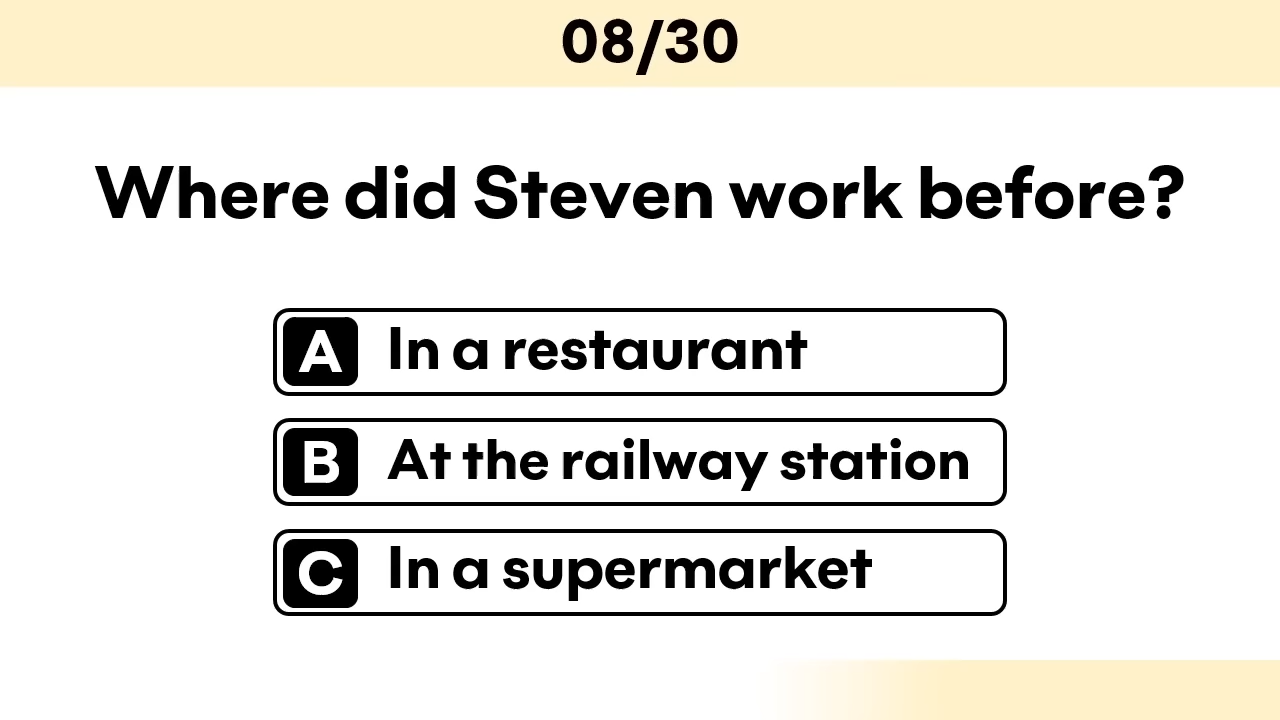 08/30
Where did Steven work before?
A In a restaurant
B At the railway station
C In a supermarket